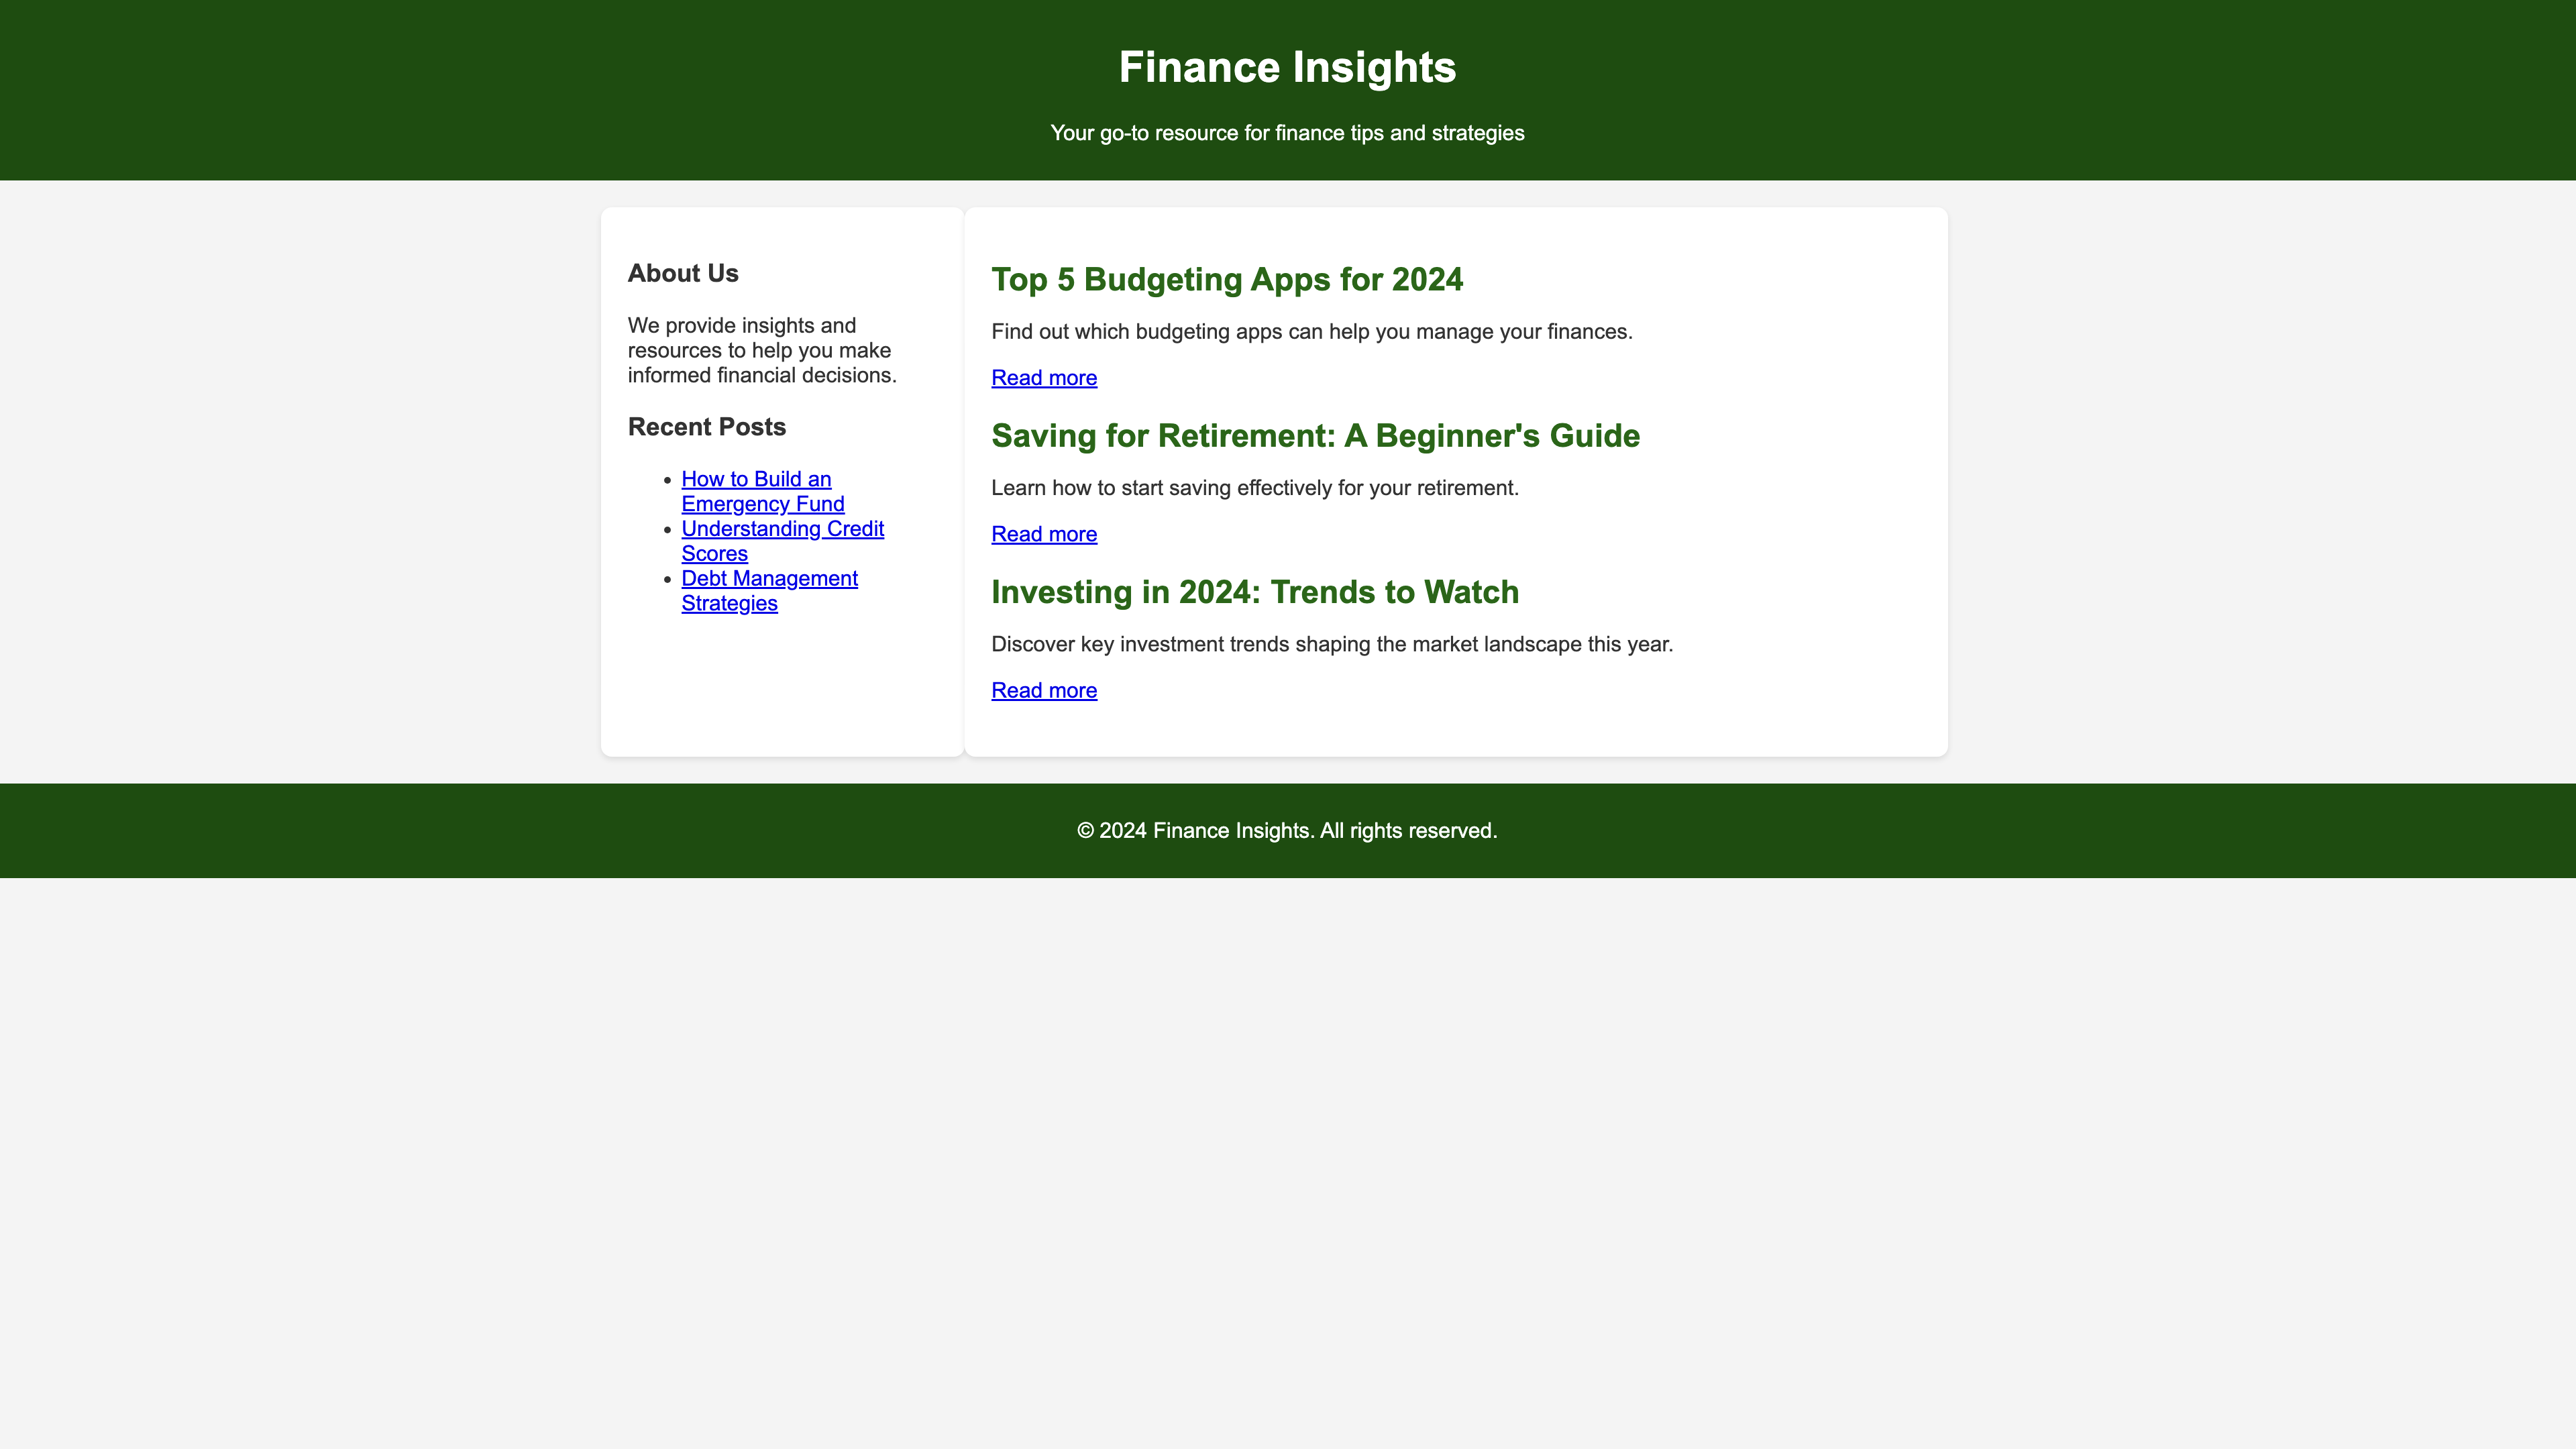 Finance Insights
Your go-to resource for finance tips and strategies
About Us
We provide insights and
resources to help you make
informed financial decisions.
Recent Posts
How to Build an
Emergency Fund
Understanding Credit
Scores
Debt Management
Strategies
Top 5 Budgeting Apps for 2024
Find out which budgeting apps can help you manage your finances.
Read more
Saving for Retirement: A Beginner's Guide
Learn how to start saving effectively for your retirement.
Read more
Investing in 2024: Trends to Watch
Discover key investment trends shaping the market landscape this year.
Read more
© 2024 Finance Insights. All rights reserved.